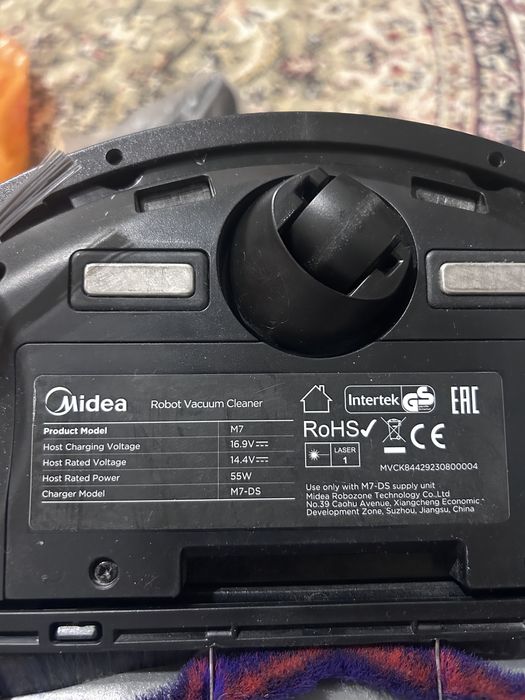 Midea Robot Vacuum Cleaner
Product Model M7
Host Charging Voltage 16.9V⎓
Host Rated Voltage 14.4V⎓
Host Rated Power 55W
Charger Model M7-DS
Intertek GS EAC
RoHS✓ CE
LASER
1
MVCK84429230800004
Use only with M7-DS supply unit
Midea Robozone Technology Co.,Ltd
No.39 Caohu Avenue, Xiangcheng Economic
Development Zone, Suzhou, Jiangsu, China